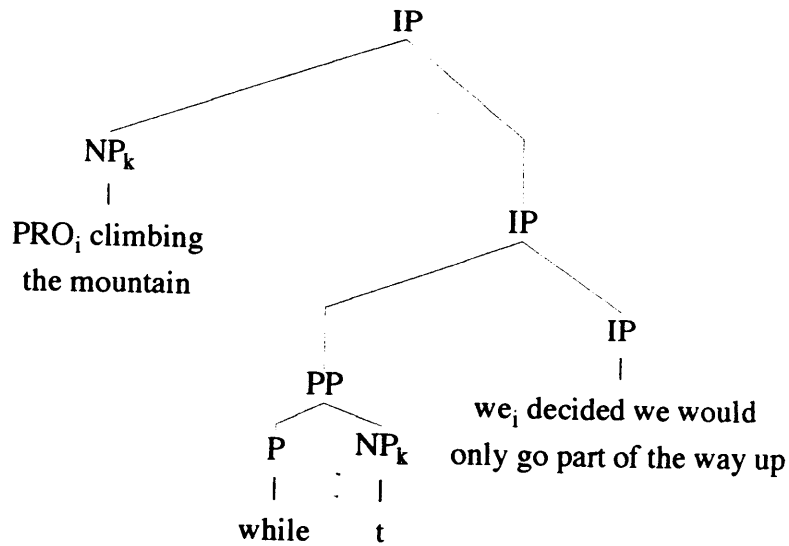 IP
NPₖ
PROᵢ climbing
the mountain
IP
IP
PP
weᵢ decided we would
only go part of the way up
P NPₖ
while t